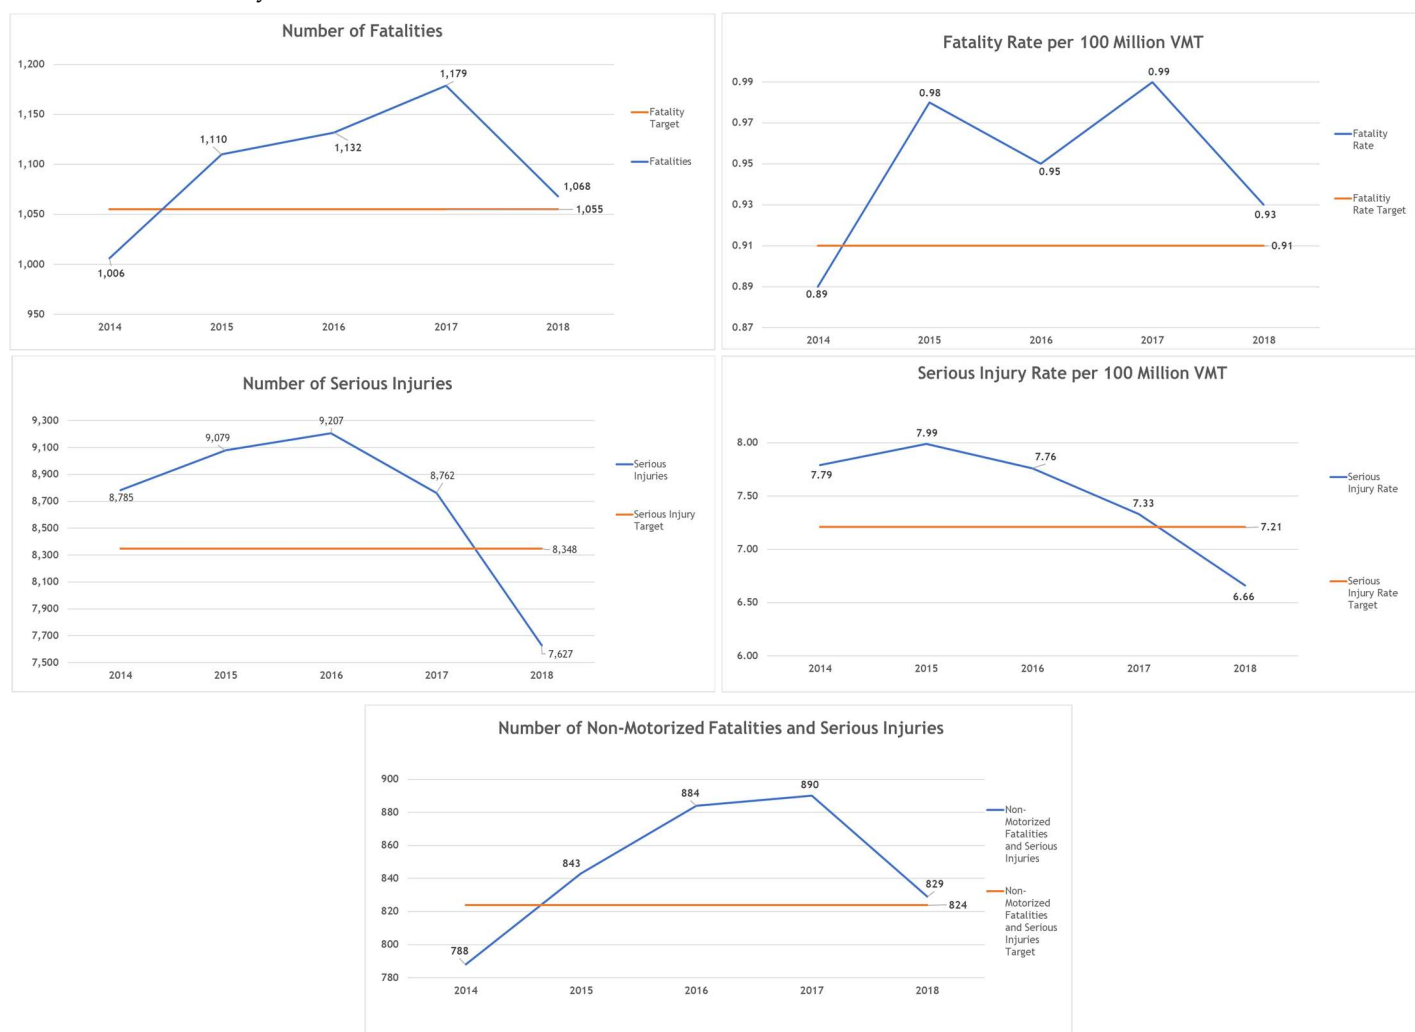 Number of Fatalities
1,200
1,150
1,100
1,050
1,000
950
1,006
1,110
1,132
1,179
1,068
1,055
2014 2015 2016 2017 2018
Fatality
Target
Fatalities
Fatality Rate per 100 Million VMT
0.99
0.97
0.95
0.93
0.91
0.89
0.87
0.89
0.98
0.95
0.99
0.93
0.91
2014 2015 2016 2017 2018
Fatality
Rate
Fatalitiy
Rate Target
Number of Serious Injuries
9,300
9,100
8,900
8,700
8,500
8,300
8,100
7,900
7,700
7,500
8,785
9,079
9,207
8,762
7,627
8,348
2014 2015 2016 2017 2018
Serious
Injuries
Serious Injury
Target
Serious Injury Rate per 100 Million VMT
8.00
7.50
7.00
6.50
6.00
7.79
7.99
7.76
7.33
6.66
7.21
2014 2015 2016 2017 2018
Serious
Injury Rate
Serious
Injury Rate
Target
Number of Non-Motorized Fatalities and Serious Injuries
900
880
860
840
820
800
780
788
843
884
890
829
824
2014 2015 2016 2017 2018
Non-
Motorized
Fatalities
and Serious
Injuries
Non-
Motorized
Fatalities
and Serious
Injuries
Target